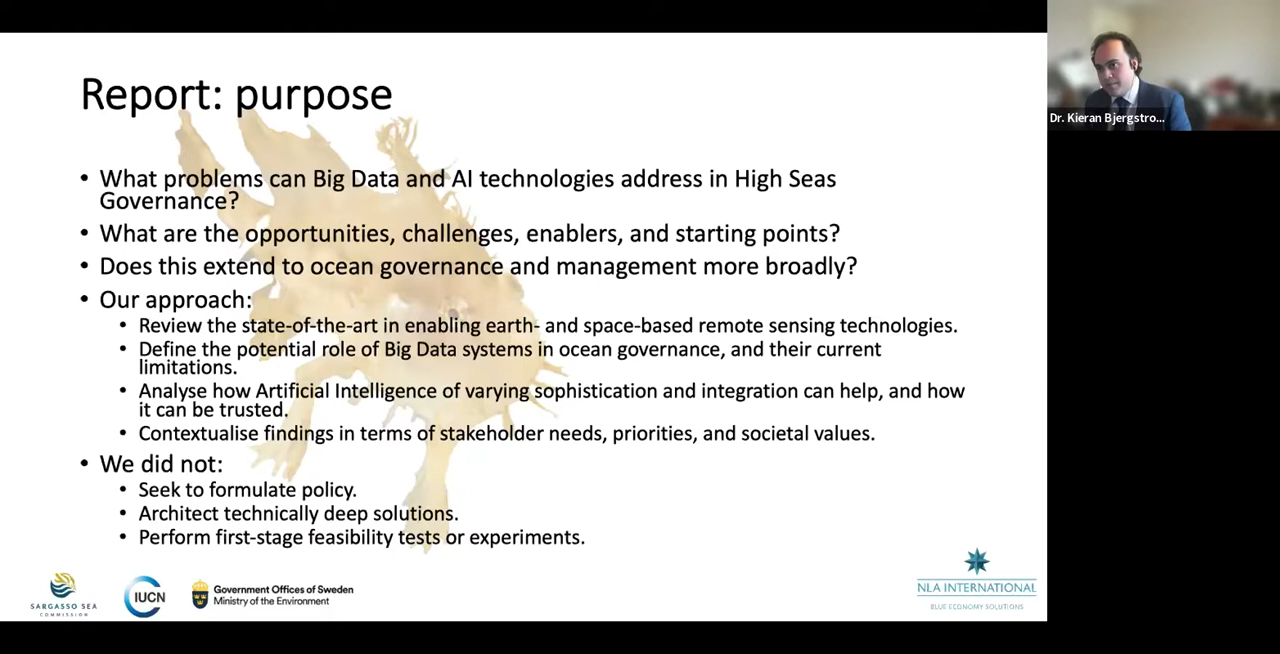 Report: purpose
Dr. Kieran Bjergstro...
• What problems can Big Data and AI technologies address in High Seas
Governance?
• What are the opportunities, challenges, enablers, and starting points?
• Does this extend to ocean governance and management more broadly?
• Our approach:
• Review the state-of-the-art in enabling earth- and space-based remote sensing technologies.
• Define the potential role of Big Data systems in ocean governance, and their current
limitations.
• Analyse how Artificial Intelligence of varying sophistication and integration can help, and how
it can be trusted.
• Contextualise findings in terms of stakeholder needs, priorities, and societal values.
• We did not:
• Seek to formulate policy.
• Architect technically deep solutions.
• Perform first-stage feasibility tests or experiments.
SARGASSO SEA
COMMISSION
IUCN
Government Offices of Sweden
Ministry of the Environment
NLA INTERNATIONAL
BLUE ECONOMY SOLUTIONS